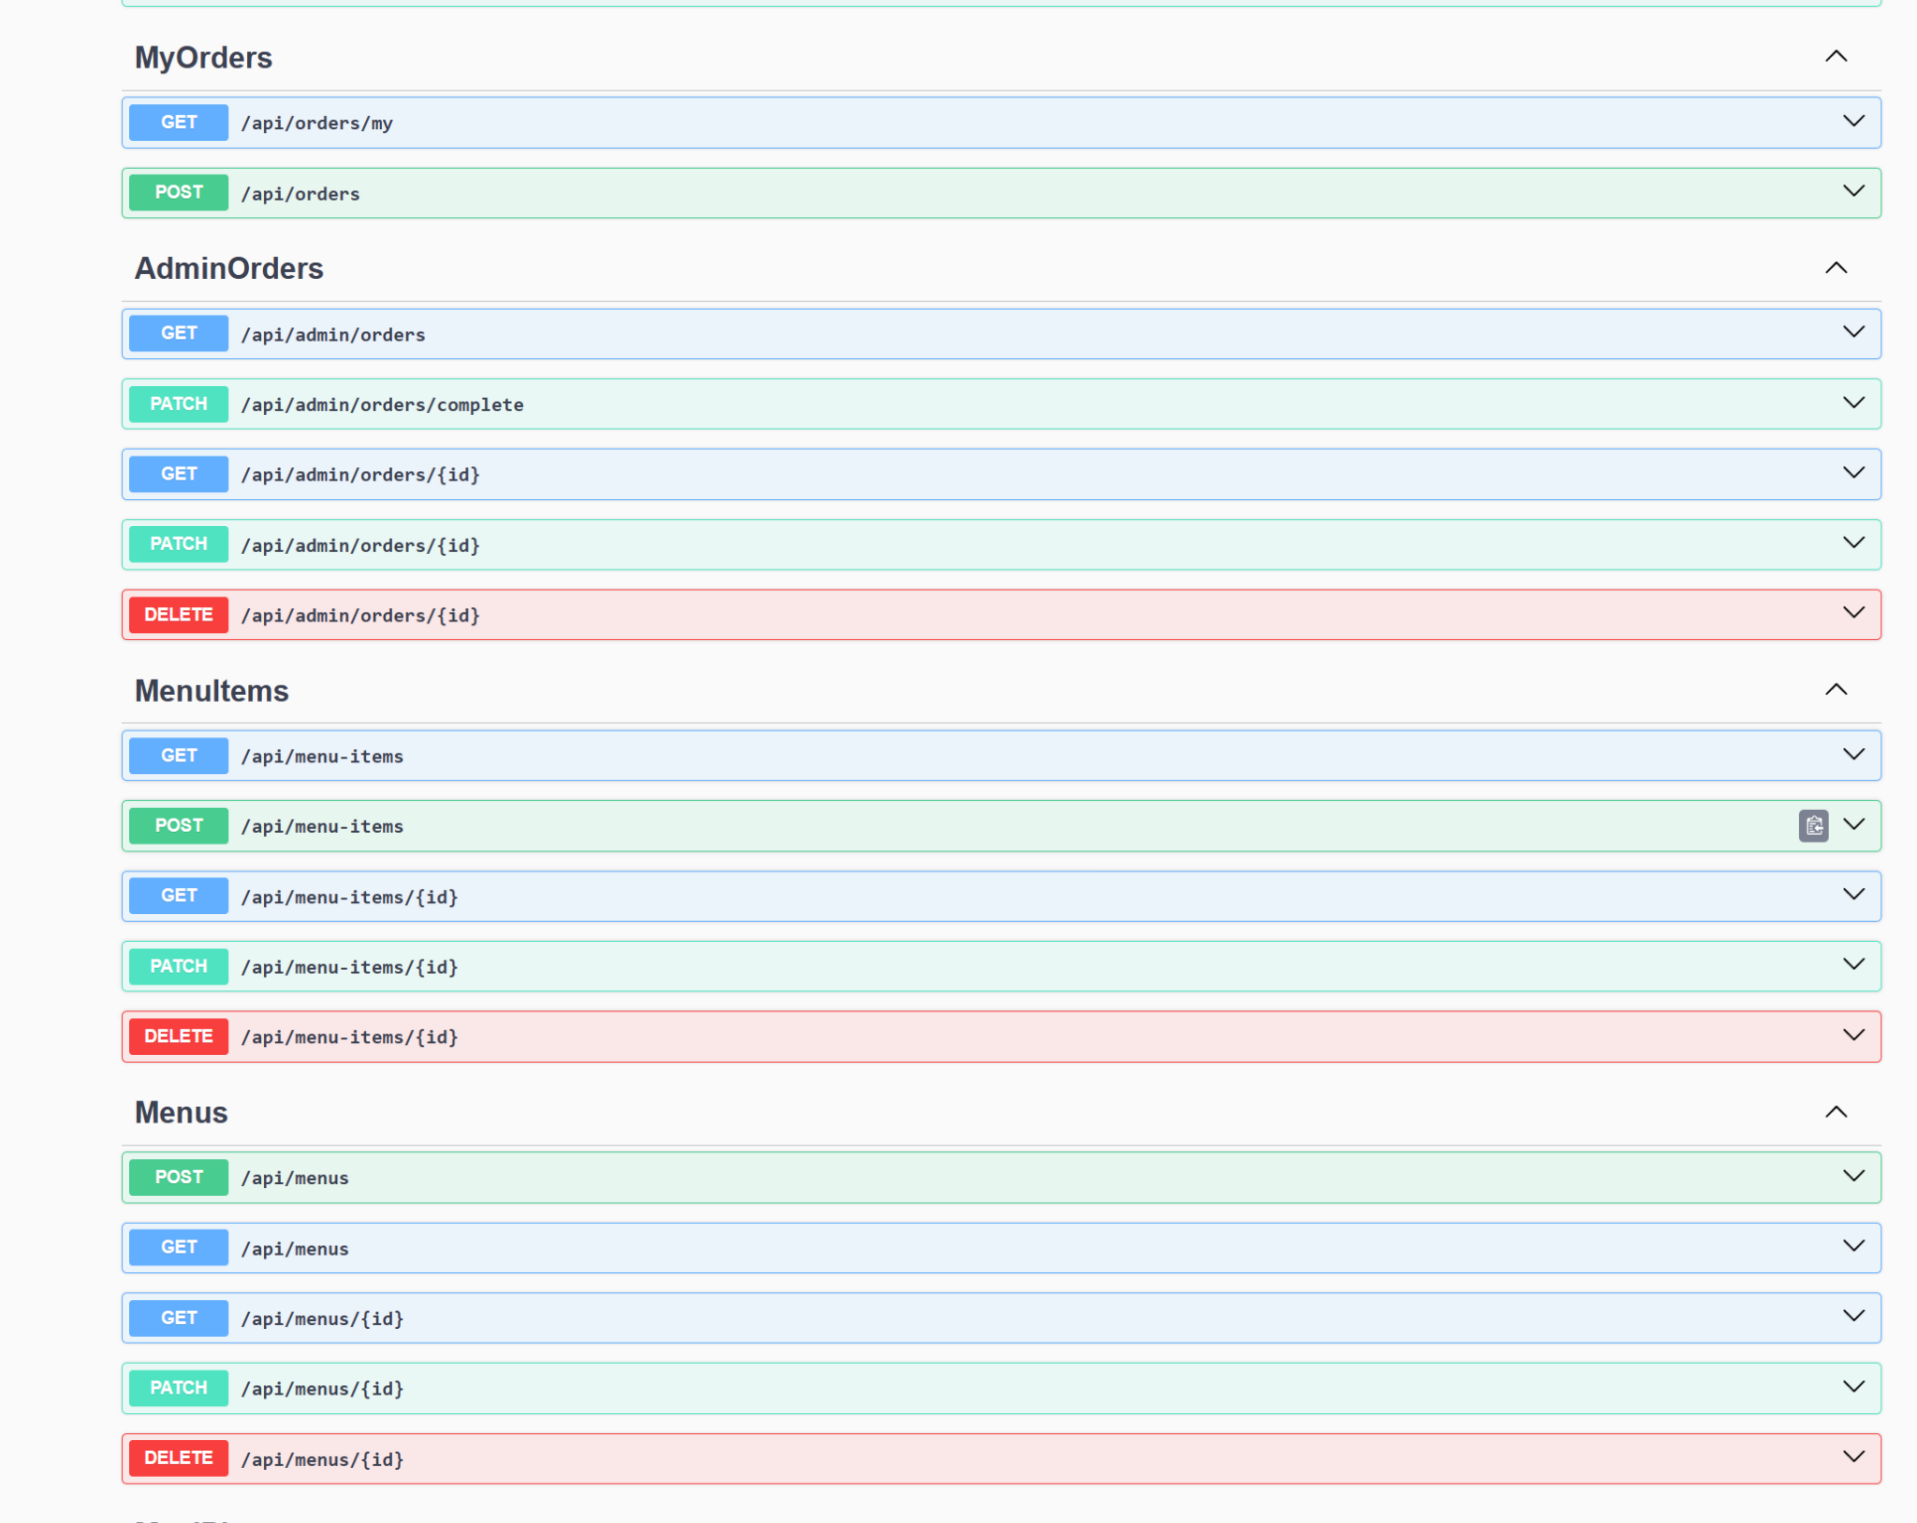 MyOrders
GET /api/orders/my
POST /api/orders
AdminOrders
GET /api/admin/orders
PATCH /api/admin/orders/complete
GET /api/admin/orders/{id}
PATCH /api/admin/orders/{id}
DELETE /api/admin/orders/{id}
MenuItems
GET /api/menu-items
POST /api/menu-items
GET /api/menu-items/{id}
PATCH /api/menu-items/{id}
DELETE /api/menu-items/{id}
Menus
POST /api/menus
GET /api/menus
GET /api/menus/{id}
PATCH /api/menus/{id}
DELETE /api/menus/{id}